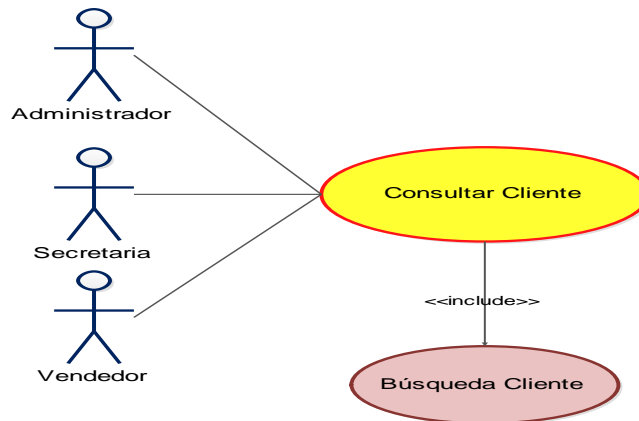 Administrador
Consultar Cliente
Secretaria
<<include>>
Vendedor
Búsqueda Cliente